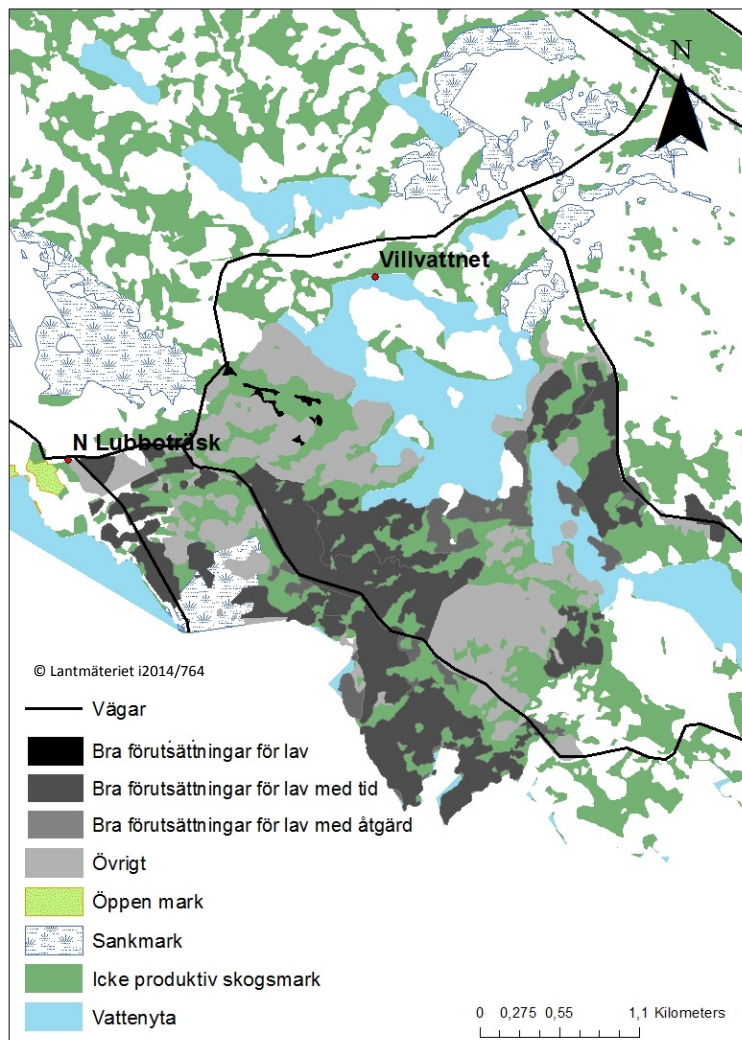 N
Villvattnet
N Lubboträsk
© Lantmäteriet i2014/764
Vägar
Bra förutsättningar för lav
Bra förutsättningar för lav med tid
Bra förutsättningar för lav med åtgärd
Övrigt
Öppen mark
Sankmark
Icke produktiv skogsmark
Vattenyta
0 0,275 0,55 1,1 Kilometers